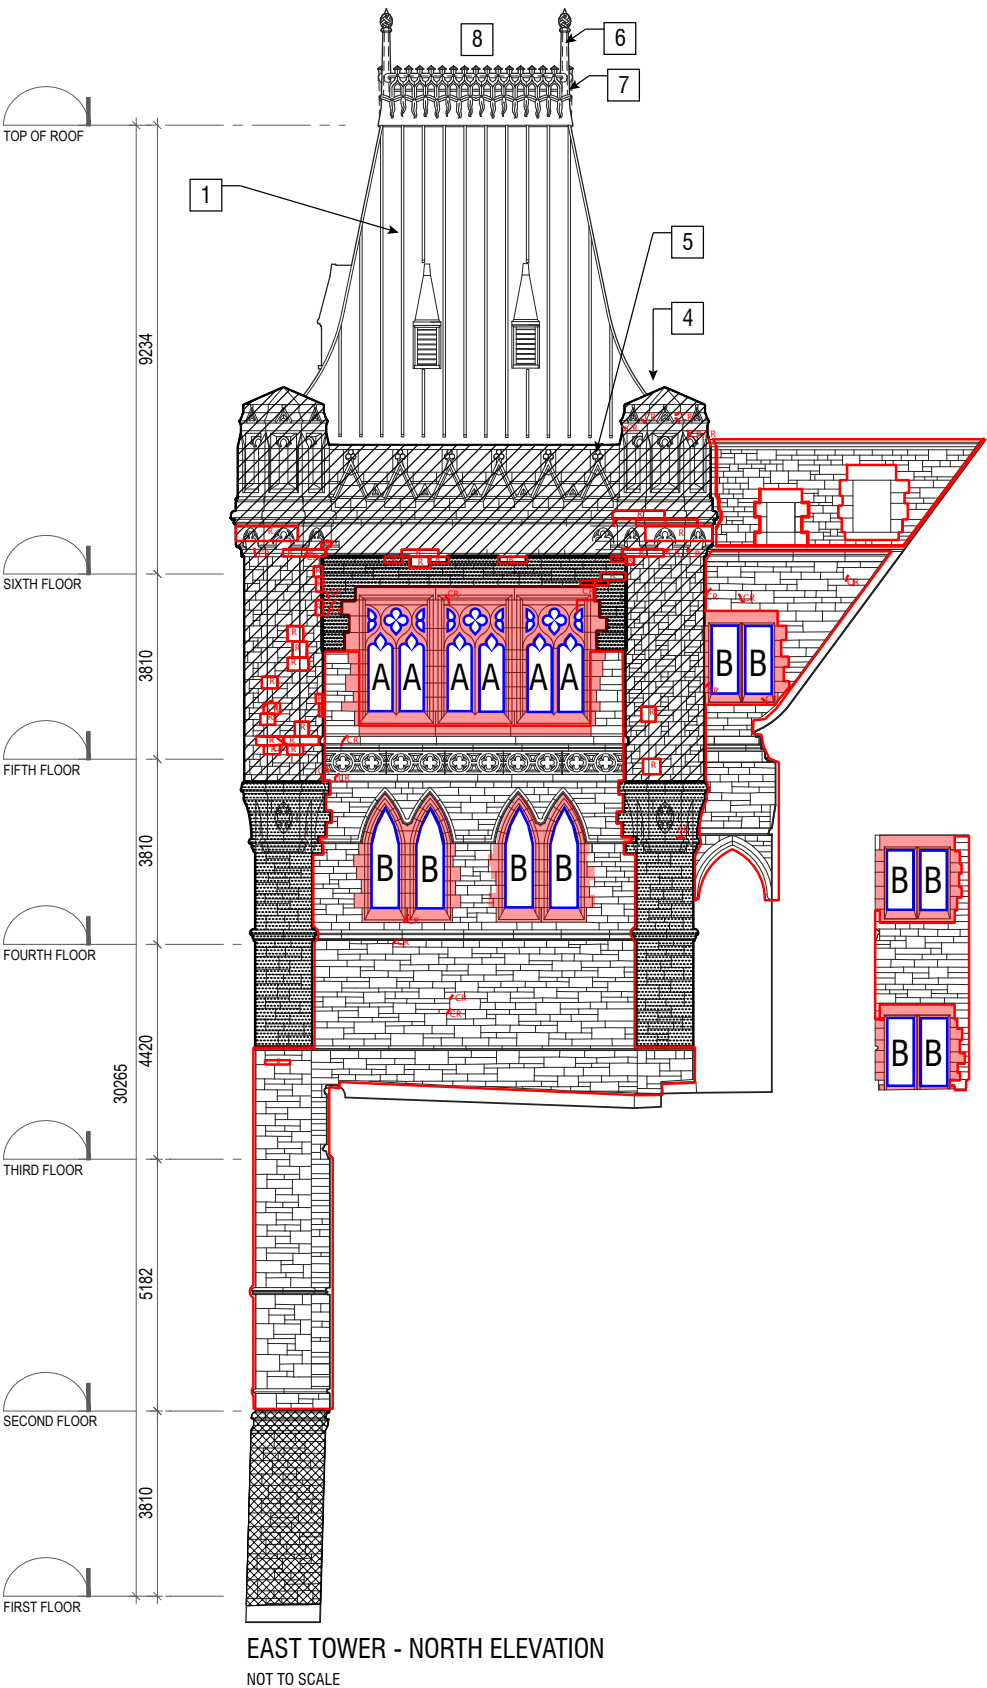 8
6
7
TOP OF ROOF
1
5
4
9234
R
CR
SIXTH FLOOR
3810
A A A A A A
B B
FIFTH FLOOR
3810
B B B B
B B
FOURTH FLOOR
4420
30265
B B
THIRD FLOOR
5182
SECOND FLOOR
3810
FIRST FLOOR
EAST TOWER - NORTH ELEVATION
NOT TO SCALE